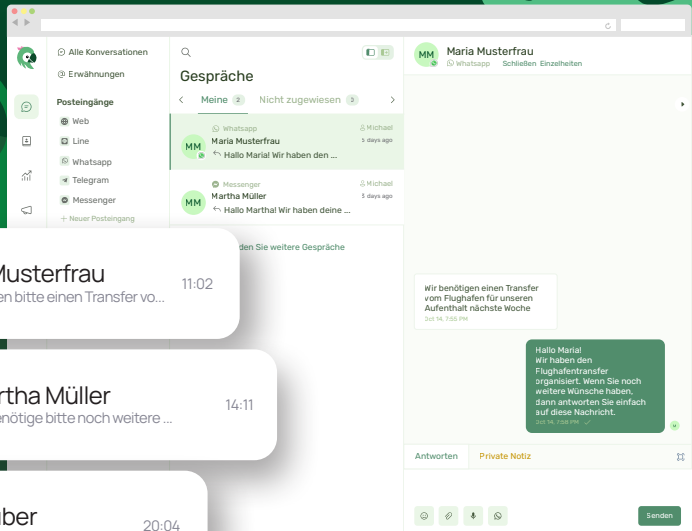 Alle Konversationen
Erwähnungen
Posteingänge
Web
Line
Whatsapp
Telegram
Messenger
+ Neuer Posteingang
Gespräche
Meine 2 Nicht zugewiesen 3
Whatsapp Michael
MM Maria Musterfrau 5 days ago
Hallo Maria! Wir haben den ...
Messenger Michael
MM Martha Müller 5 days ago
Hallo Martha! Wir haben deine ...
den Sie weitere Gespräche
Musterfrau 11:02
en bitte einen Transfer vo...
rtha Müller 14:11
enötige bitte noch weitere ...
uber 20:04
MM Maria Musterfrau
Whatsapp Schließen Einzelheiten
Wir benötigen einen Transfer
vom Flughafen für unseren
Aufenthalt nächste Woche
Oct 14, 7:55 PM
Hallo Maria!
Wir haben den
Flughafentransfer
organisiert. Wenn Sie noch
weitere Wünsche haben,
dann antworten Sie einfach
auf diese Nachricht.
Oct 14, 7:58 PM
M
Antworten Private Notiz
Senden